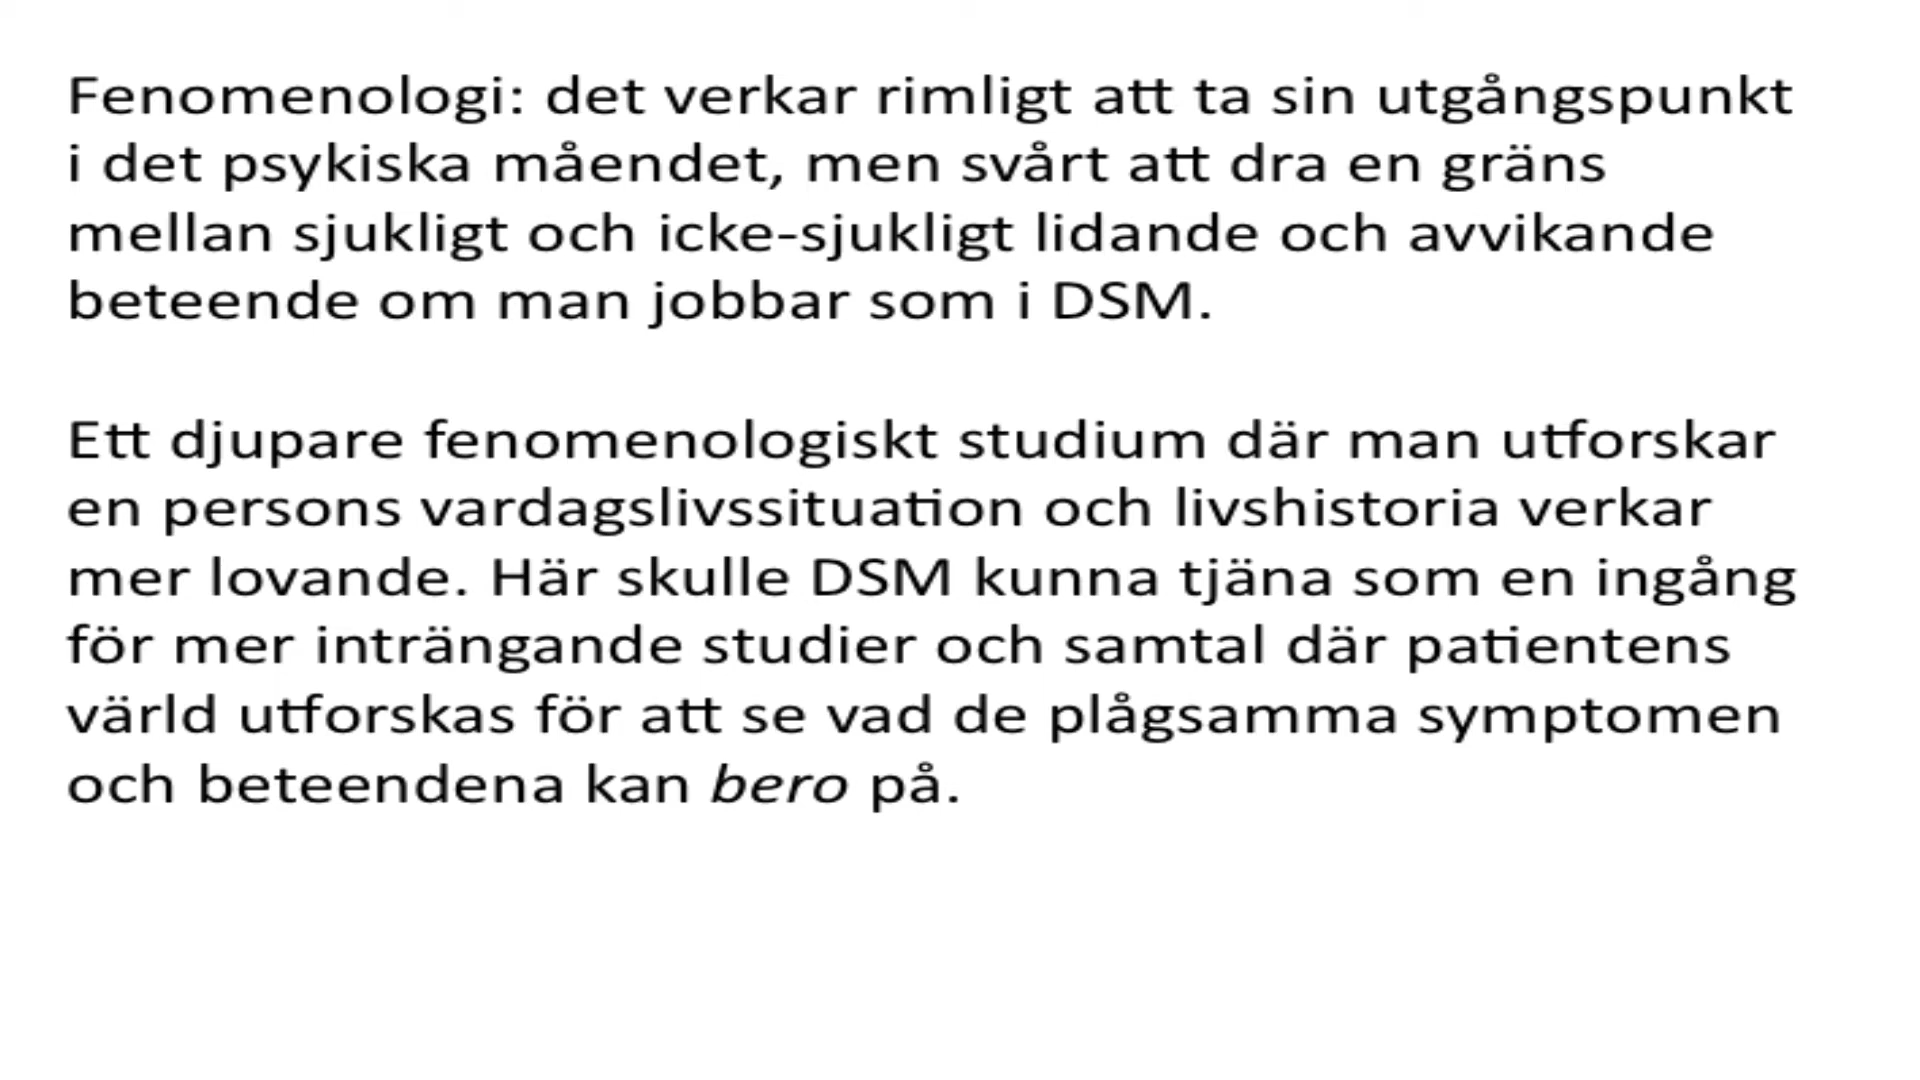 Fenomenologi: det verkar rimligt att ta sin utgångspunkt
i det psykiska måendet, men svårt att dra en gräns
mellan sjukligt och icke-sjukligt lidande och avvikande
beteende om man jobbar som i DSM.
Ett djupare fenomenologiskt studium där man utforskar
en persons vardagslivssituation och livshistoria verkar
mer lovande. Här skulle DSM kunna tjäna som en ingång
för mer inträngande studier och samtal där patientens
värld utforskas för att se vad de plågsamma symptomen
och beteendena kan bero på.